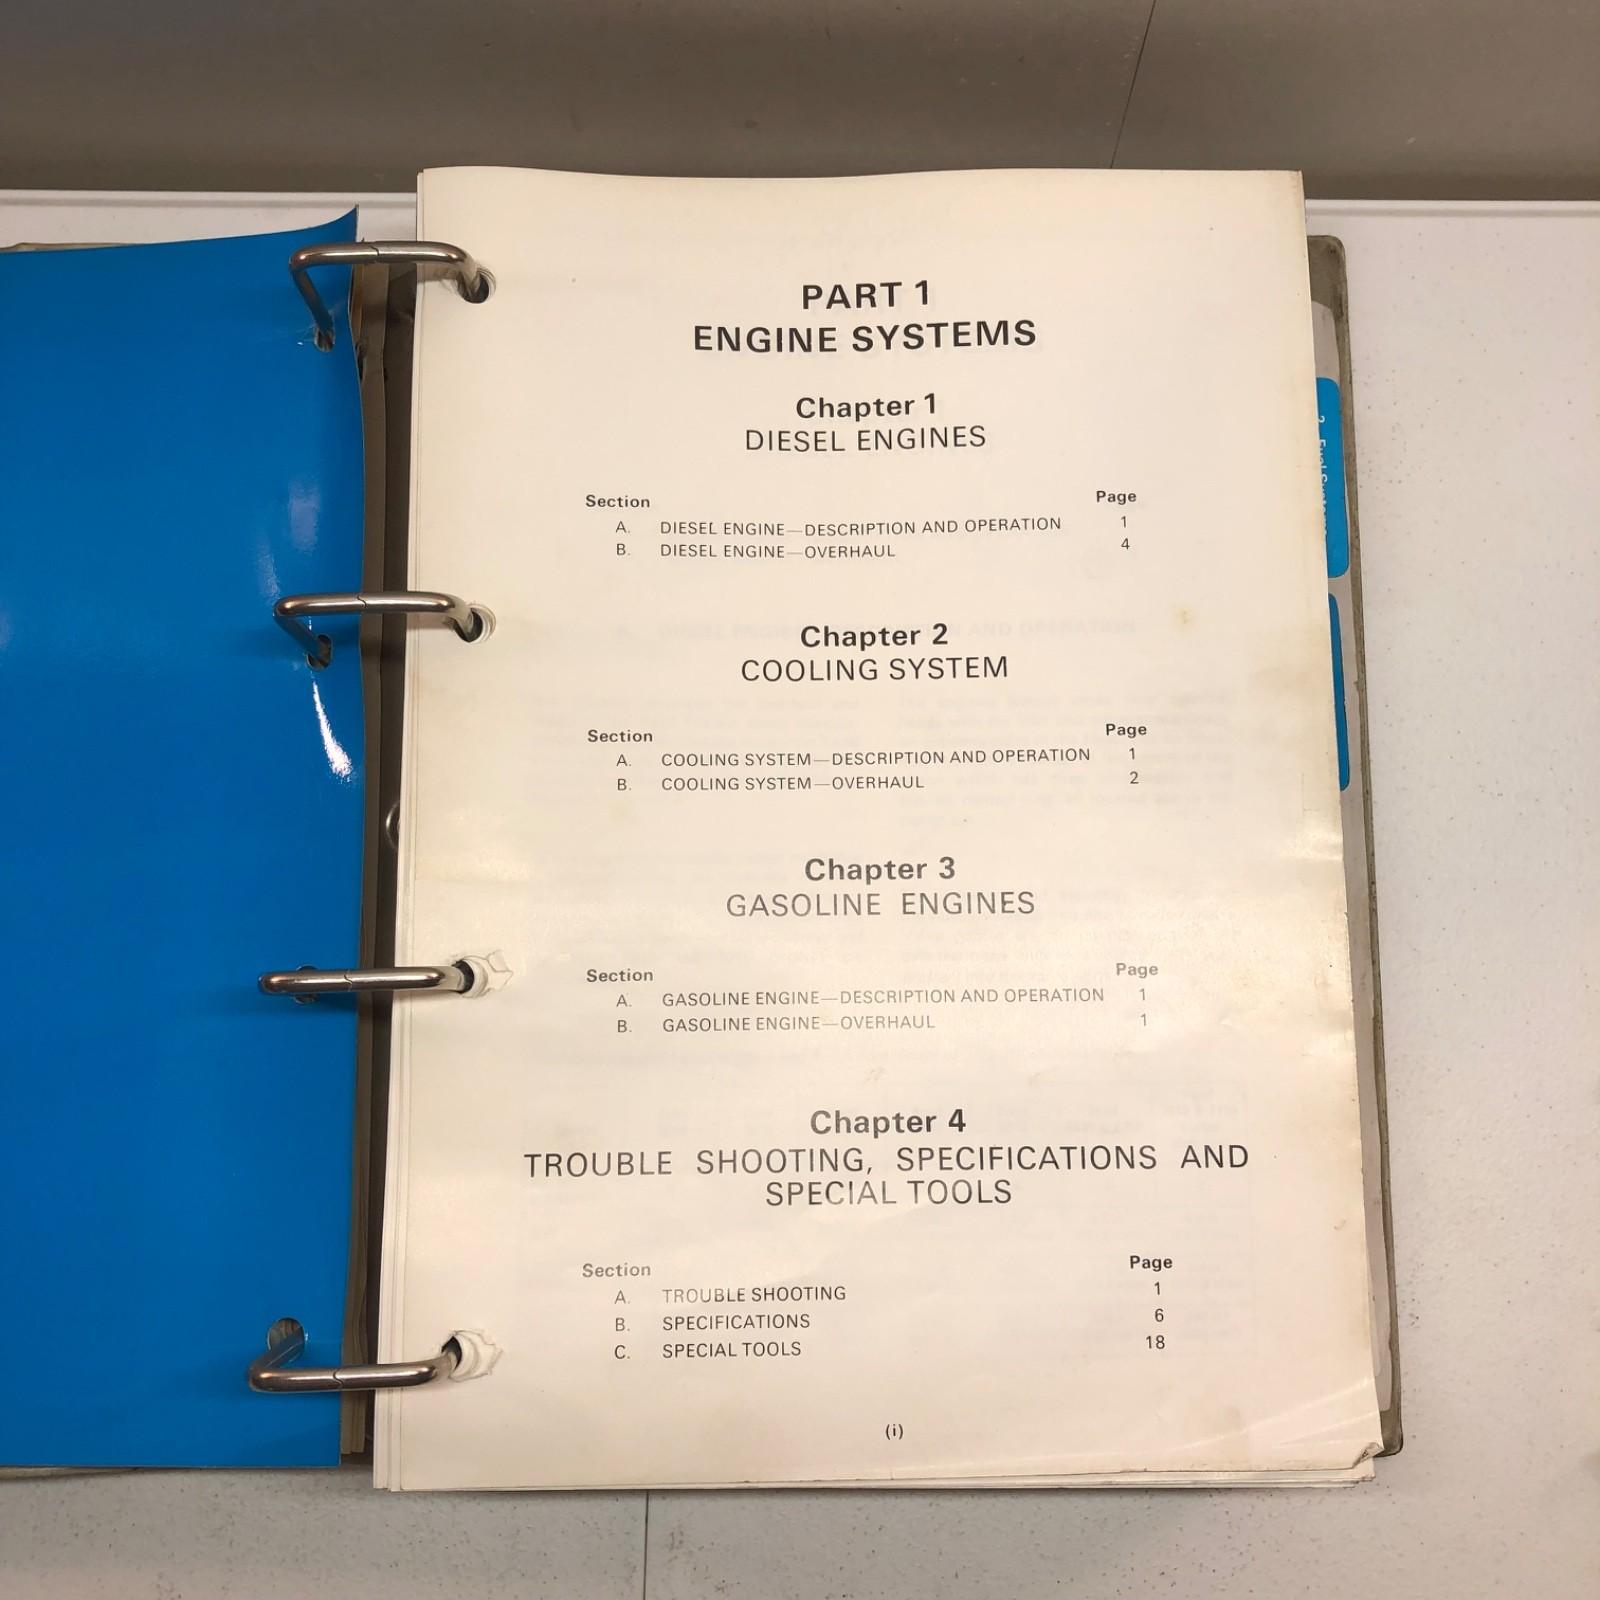 PART 1
ENGINE SYSTEMS
Chapter 1
DIESEL ENGINES
Section Page
A. DIESEL ENGINE—DESCRIPTION AND OPERATION 1
B. DIESEL ENGINE—OVERHAUL 4
Chapter 2
COOLING SYSTEM
Section Page
A. COOLING SYSTEM—DESCRIPTION AND OPERATION 1
B. COOLING SYSTEM—OVERHAUL 2
Chapter 3
GASOLINE ENGINES
Section Page
A. GASOLINE ENGINE—DESCRIPTION AND OPERATION 1
B. GASOLINE ENGINE—OVERHAUL 1
Chapter 4
TROUBLE SHOOTING, SPECIFICATIONS AND
SPECIAL TOOLS
Section Page
A. TROUBLE SHOOTING 1
B. SPECIFICATIONS 6
C. SPECIAL TOOLS 18
(i)
2 Fuel Systems